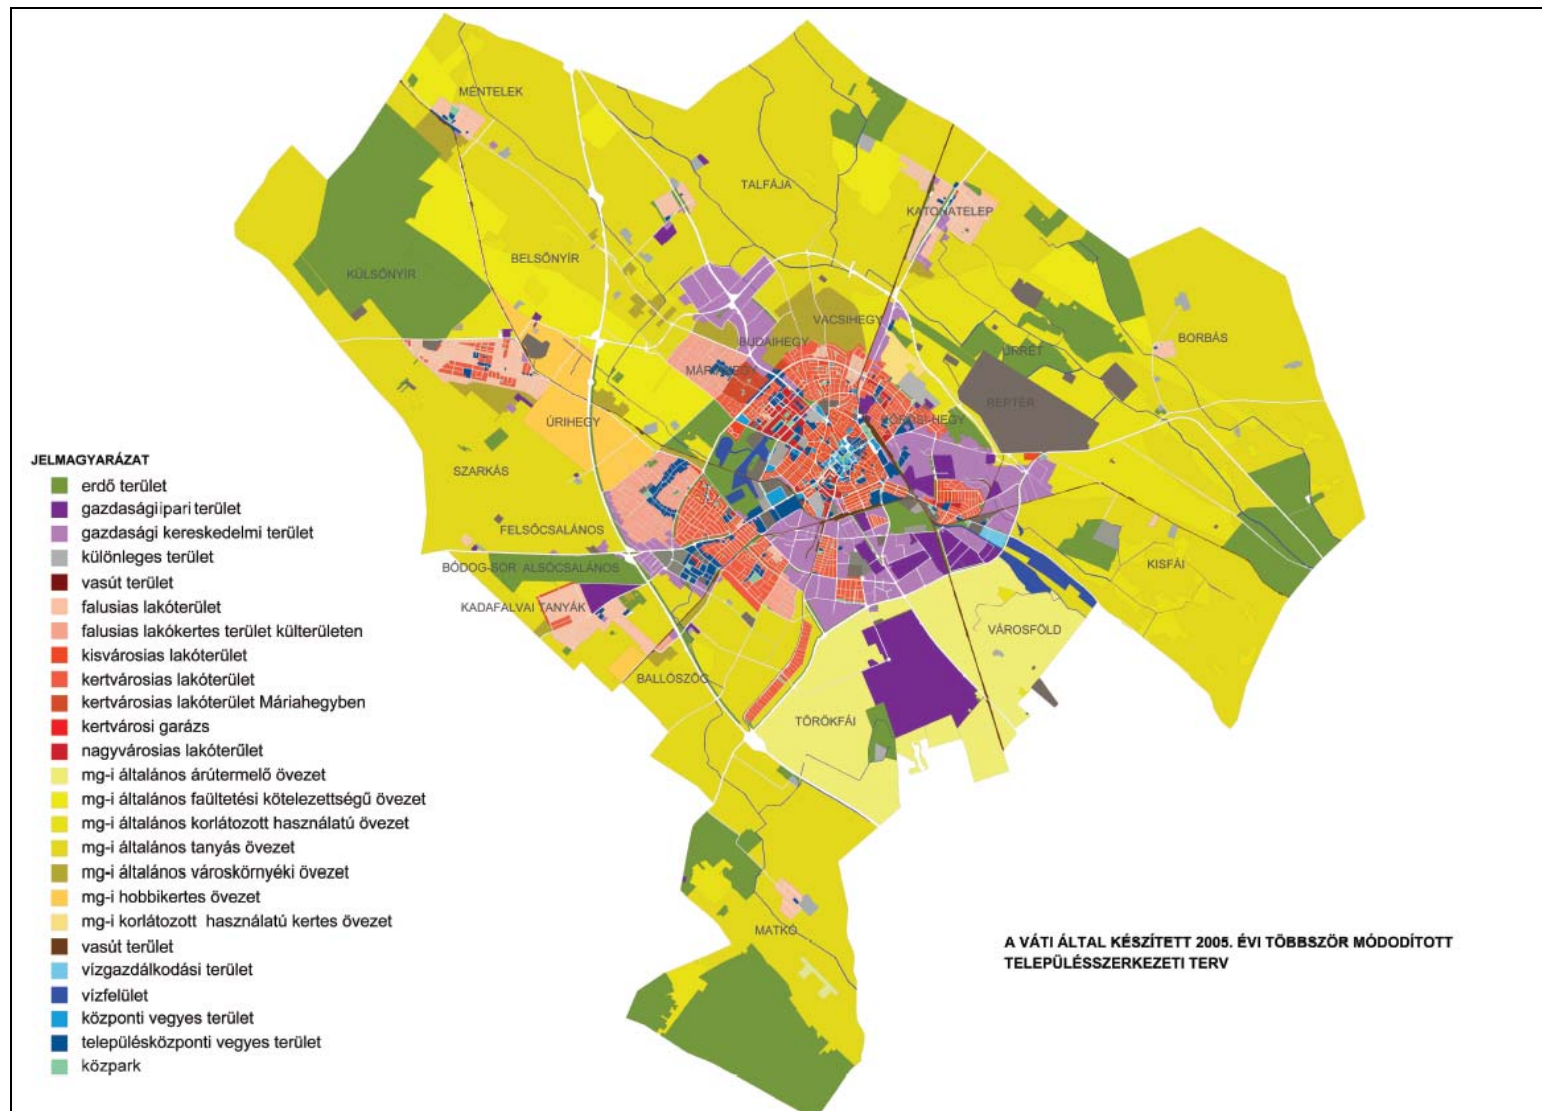 MÉNTELEK
TALFÁJA
KATONATELEP
BELSŐNYÍR
KÜLSŐNYÍR
VACSIHEGY
BUDAIHEGY
ŪRRÉT
BORBÁS
MÁRIAHEGY
REPTÉR
ÚRIHEGY
SZARKÁS
FELSŐCSALÁNOS
BÓDOG-SOR ALSÓCSALÁNOS
KISFÁI
KADAFALVAI TANYÁK
VÁROSFÖLD
BALLÓSZÖG
TÖRÖKFÁI
MATKÓ
JELMAGYARÁZAT
erdő terület
gazdaságiipari terület
gazdasági kereskedelmi terület
különleges terület
vasút terület
falusias lakóterület
falusias lakókertes terület külterületen
kisvárosias lakóterület
kertvárosias lakóterület
kertvárosias lakóterület Máriahegyben
kertvárosi garázs
nagyvárosias lakóterűlet
mg-i általános árútermelő övezet
mg-i általános faültetési kötelezettségű övezet
mg-i általános korlátozott használatú övezet
mg-i általános tanyás övezet
mg-i általános városkörnyéki övezet
mg-i hobbikertes övezet
mg-i korlátozott használatú kertes övezet
vasút terület
vízgazdálkodási terület
vízfelület
központi vegyes terület
településközponti vegyes terület
közpark
A VÁTI ÁLTAL KÉSZÍTETT 2005. ÉVI TÖBBSZÖR MÓDODÍTOTT
TELEPÜLÉSSZERKEZETI TERV